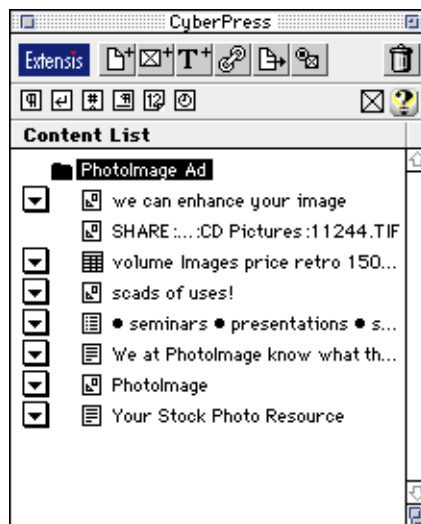 CyberPress
Extensis
Content List
PhotoImage Ad
we can enhance your image
SHARE:...:CD Pictures:11244.TIF
volume Images price retro 150...
scads of uses!
● seminars ● presentations ● s...
We at PhotoImage know what th...
PhotoImage
Your Stock Photo Resource